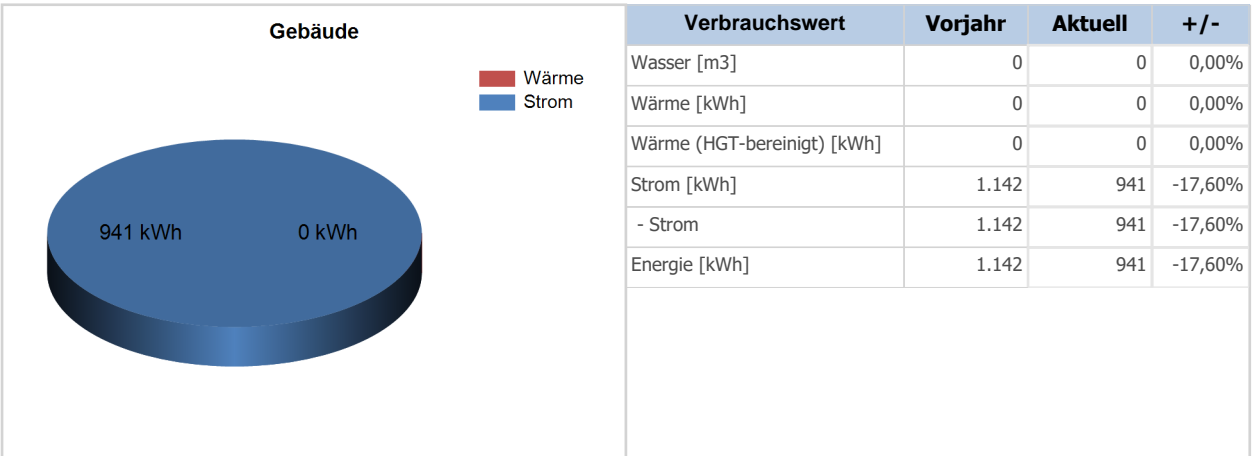 Gebäude
Wärme
Strom
941 kWh 0 kWh
Verbrauchswert Vorjahr Aktuell +/-
Wasser [m3] 0 0 0,00%
Wärme [kWh] 0 0 0,00%
Wärme (HGT-bereinigt) [kWh] 0 0 0,00%
Strom [kWh] 1.142 941 -17,60%
- Strom 1.142 941 -17,60%
Energie [kWh] 1.142 941 -17,60%